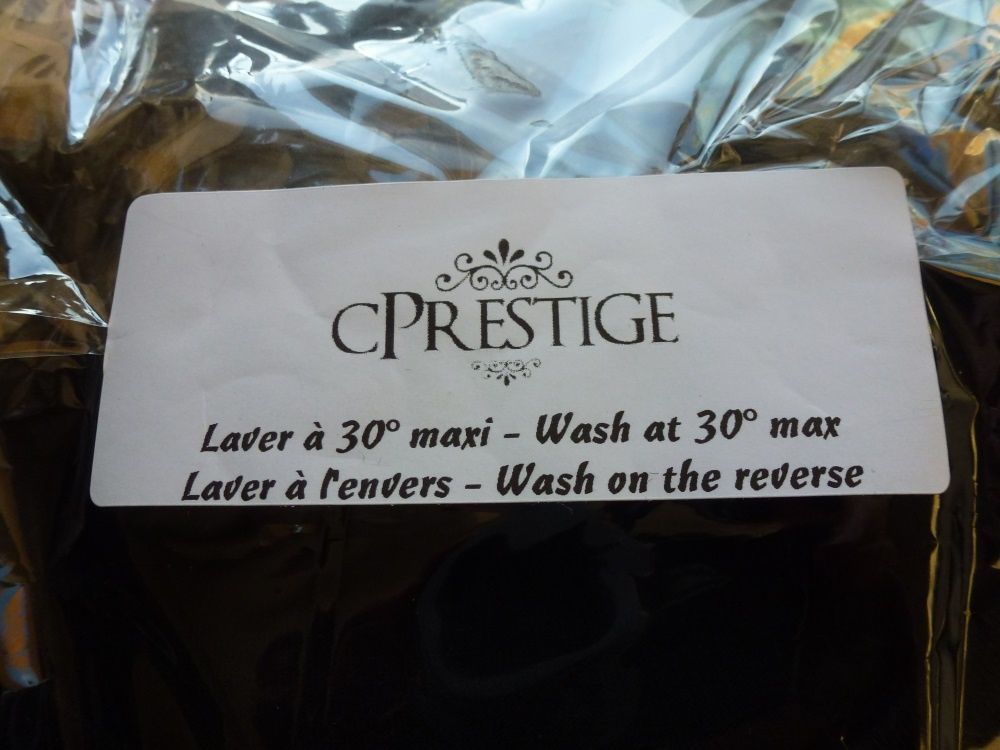 CPRESTIGE
Laver à 30° maxi - Wash at 30° max
Laver à l'envers - Wash on the reverse